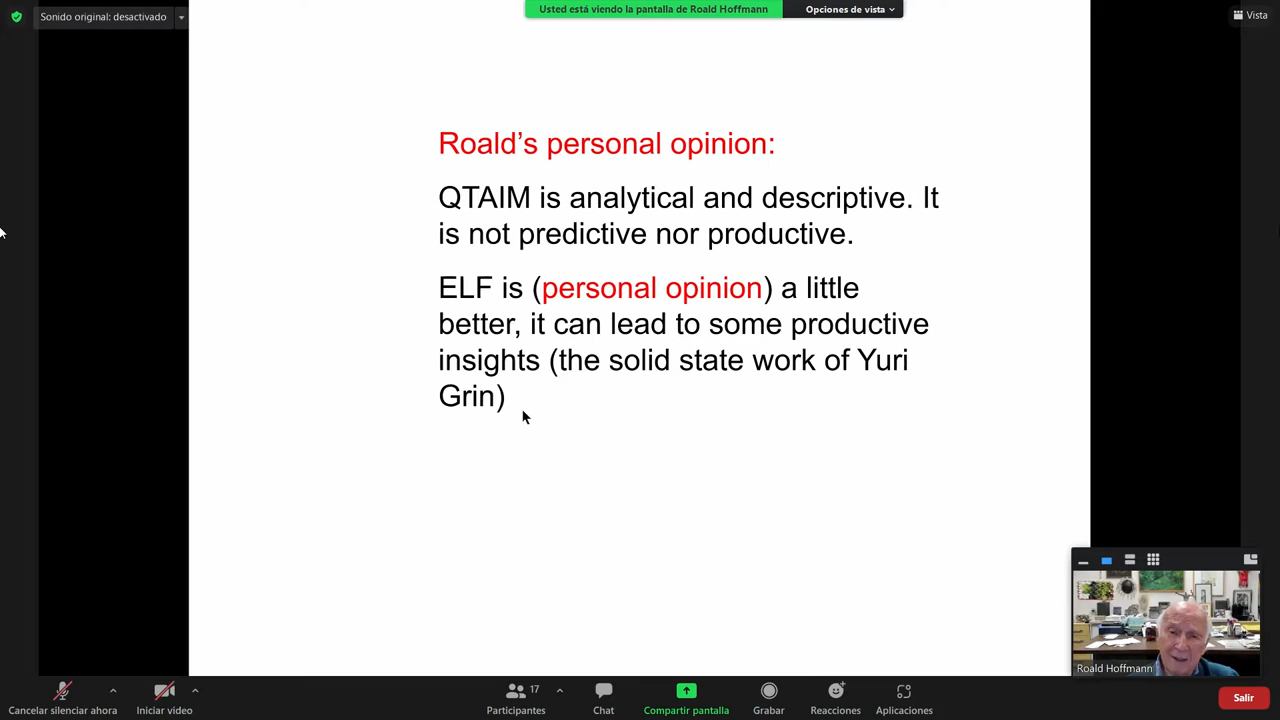 Sonido original: desactivado
Usted está viendo la pantalla de Roald Hoffmann
Opciones de vista
Vista
Roald's personal opinion:
QTAIM is analytical and descriptive. It
is not predictive nor productive.
ELF is (personal opinion) a little
better, it can lead to some productive
insights (the solid state work of Yuri
Grin)
Roald Hoffmann
Cancelar silenciar ahora
Iniciar video
17
Participantes
Chat
Compartir pantalla
Grabar
Reacciones
Aplicaciones
Salir